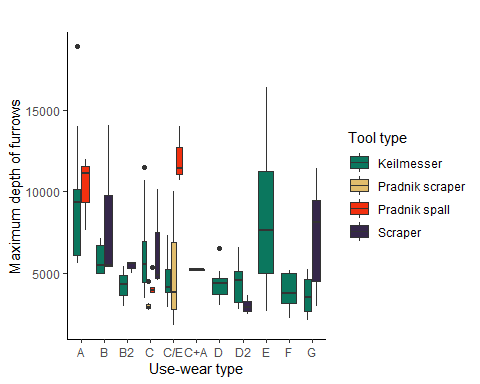 Maximum depth of furrows
15000
10000
5000
A B B2 C C/E C+A D D2 E F G
Use-wear type
Tool type
Keilmesser
Pradnik scraper
Pradnik spall
Scraper